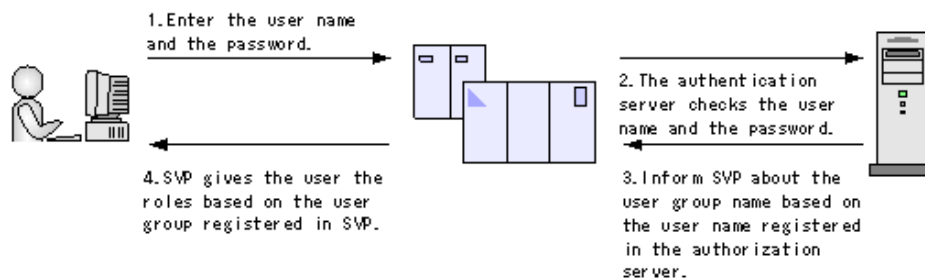 1.Enter the user name
and the password.
2.The authentication
server checks the user
name and the password.
4.SVP gives the user the
roles based on the user
group registered in SVP.
3.Inform SVP about the
user group name based on
the user name registered
in the authorization
server.